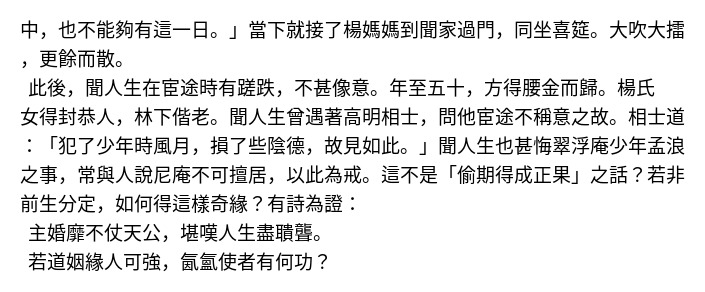 中，也不能夠有這一日。」當下就接了楊媽媽到聞家過門，同坐喜筵。大吹大擂
，更餘而散。
此後，聞人生在宦途時有蹉跌，不甚像意。年至五十，方得腰金而歸。楊氏
女得封恭人，林下偕老。聞人生曾遇著高明相士，問他宦途不稱意之故。相士道
：「犯了少年時風月，損了些陰德，故見如此。」聞人生也甚悔翠浮庵少年孟浪
之事，常與人說尼庵不可擅居，以此為戒。這不是「偷期得成正果」之話？若非
前生分定，如何得這樣奇緣？有詩為證：
主婚靡不仗天公，堪嘆人生盡聵聾。
若道姻緣人可強，氤氳使者有何功？